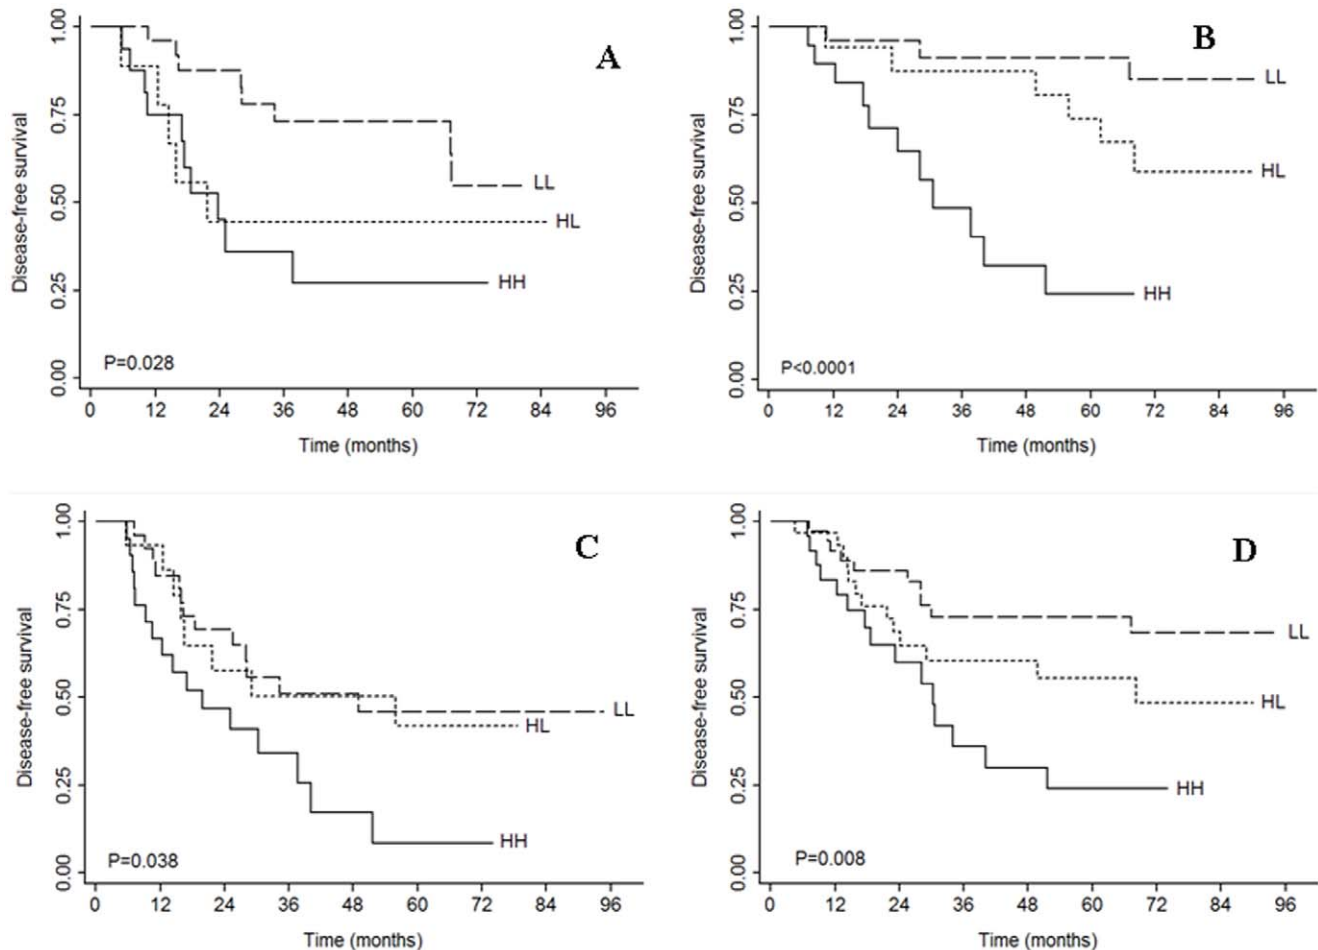 A
Disease-free survival
1.00
0.75
0.50
0.25
0.00
LL
HL
HH
P=0.028
0 12 24 36 48 60 72 84 96
Time (months)
B
Disease-free survival
1.00
0.75
0.50
0.25
0.00
LL
HL
HH
P<0.0001
0 12 24 36 48 60 72 84 96
Time (months)
C
Disease-free survival
1.00
0.75
0.50
0.25
0.00
LL
HL
HH
P=0.038
0 12 24 36 48 60 72 84 96
Time (months)
D
Disease-free survival
1.00
0.75
0.50
0.25
0.00
LL
HL
HH
P=0.008
0 12 24 36 48 60 72 84 96
Time (months)